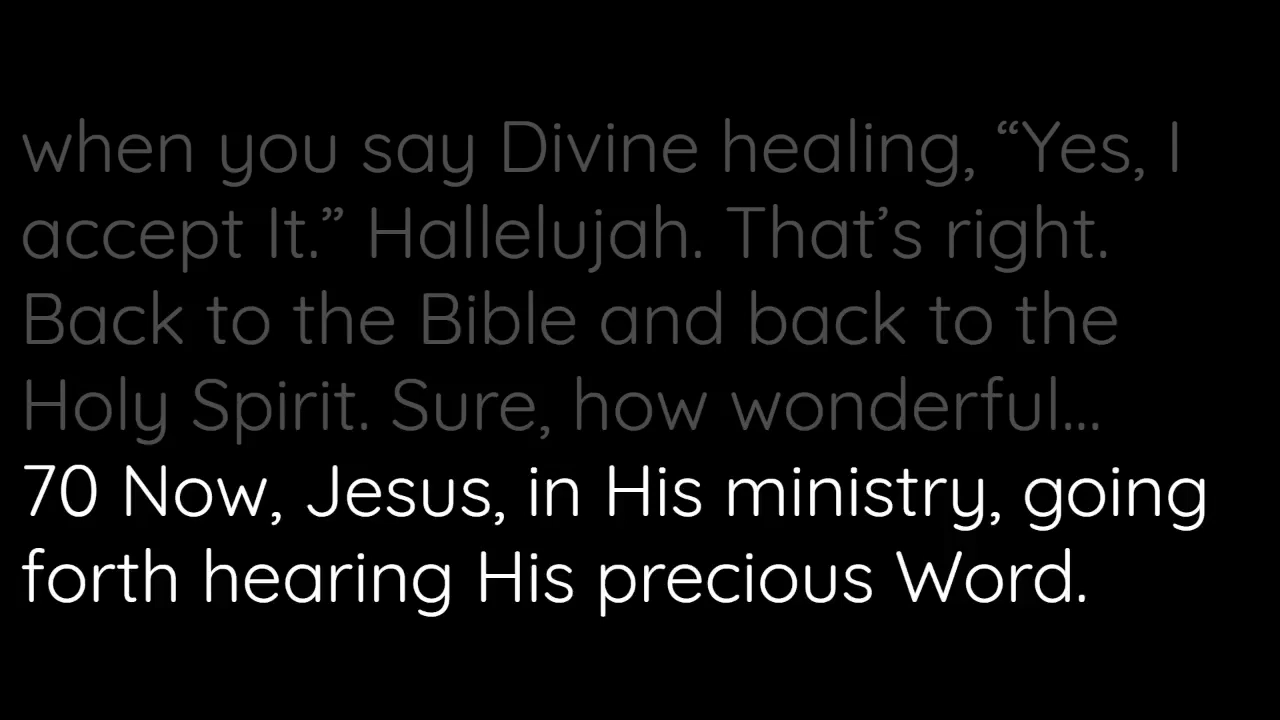 when you say Divine healing, “Yes, I
accept It.” Hallelujah. That’s right.
Back to the Bible and back to the
Holy Spirit. Sure, how wonderful...
70 Now, Jesus, in His ministry, going
forth hearing His precious Word.